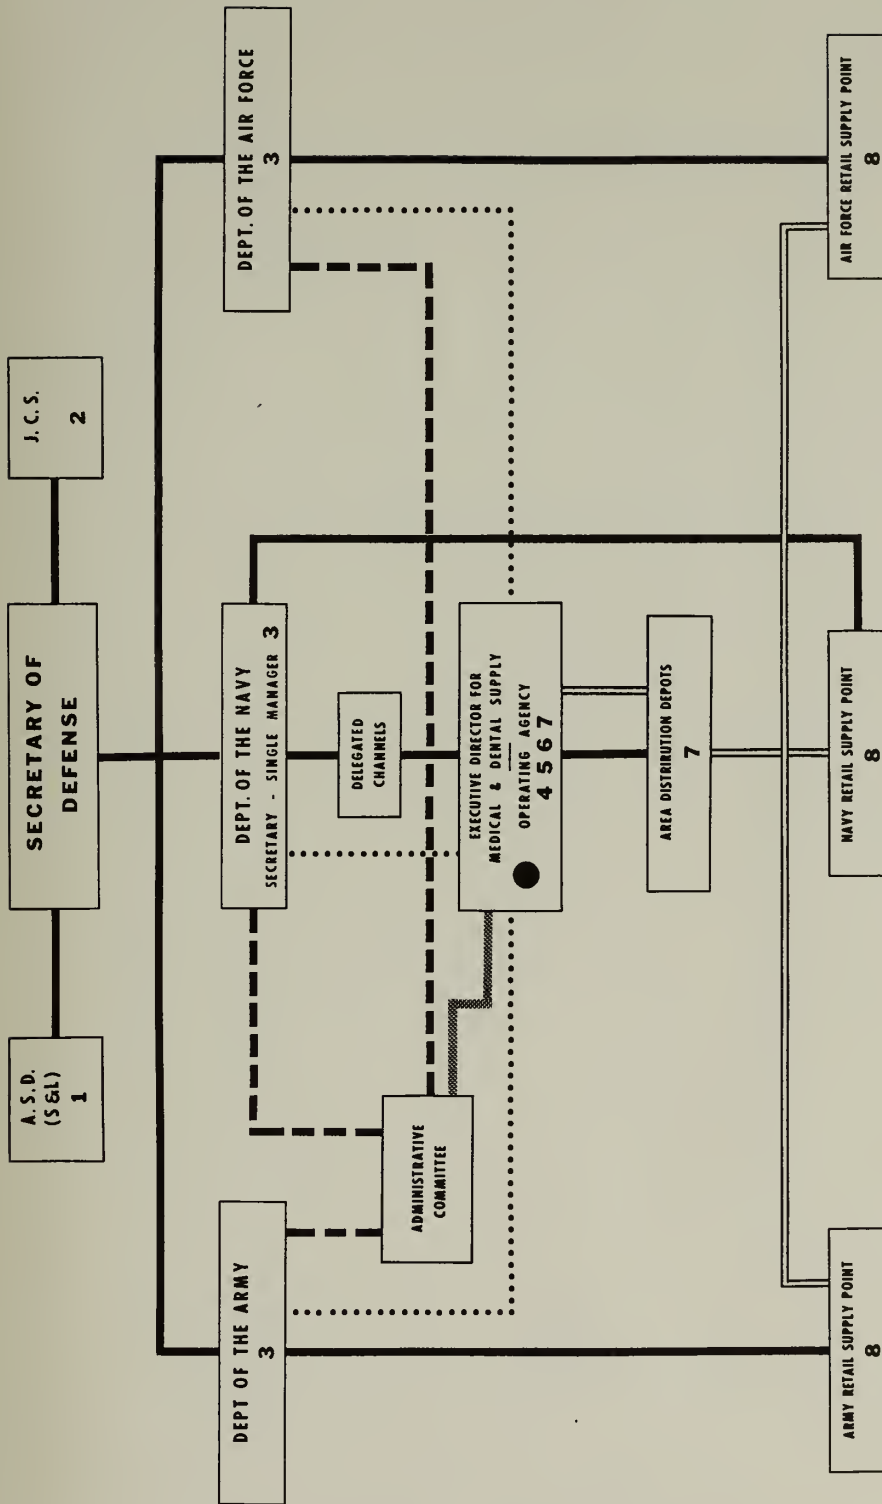 SECRETARY OF
DEFENSE
A.S.D.
(S&L)
1
J.C.S.
2
DEPT OF THE ARMY
3
DEPT. OF THE NAVY
SECRETARY - SINGLE MANAGER 3
DEPT. OF THE AIR FORCE
3
DELEGATED
CHANNELS
ADMINISTRATIVE
COMMITTEE
EXECUTIVE DIRECTOR FOR
MEDICAL & DENTAL SUPPLY
OPERATING AGENCY
4 5 6 7
AREA DISTRIRUTION DEPOTS
7
ARMY RETAIL SUPPLY POINT
8
NAVY RETAIL SUPPLY POINT
8
AIR FORCE RETAIL SUPPLY POINT
8